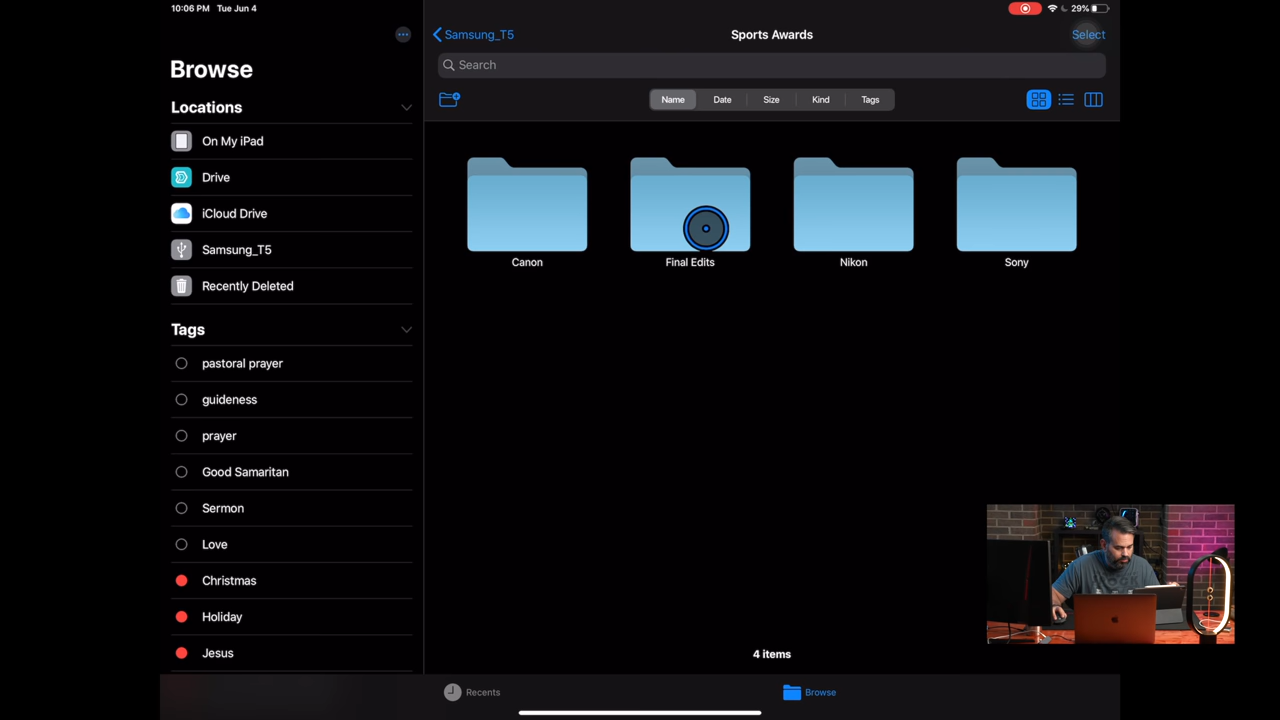 10:06 PM Tue Jun 4
29%
Browse
Locations
On My iPad
Drive
iCloud Drive
Samsung_T5
Recently Deleted
Tags
pastoral prayer
guideness
prayer
Good Samaritan
Sermon
Love
Christmas
Holiday
Jesus
Samsung_T5
Sports Awards
Select
Search
Name
Date
Size
Kind
Tags
Canon
Final Edits
Nikon
Sony
4 items
Recents
Browse